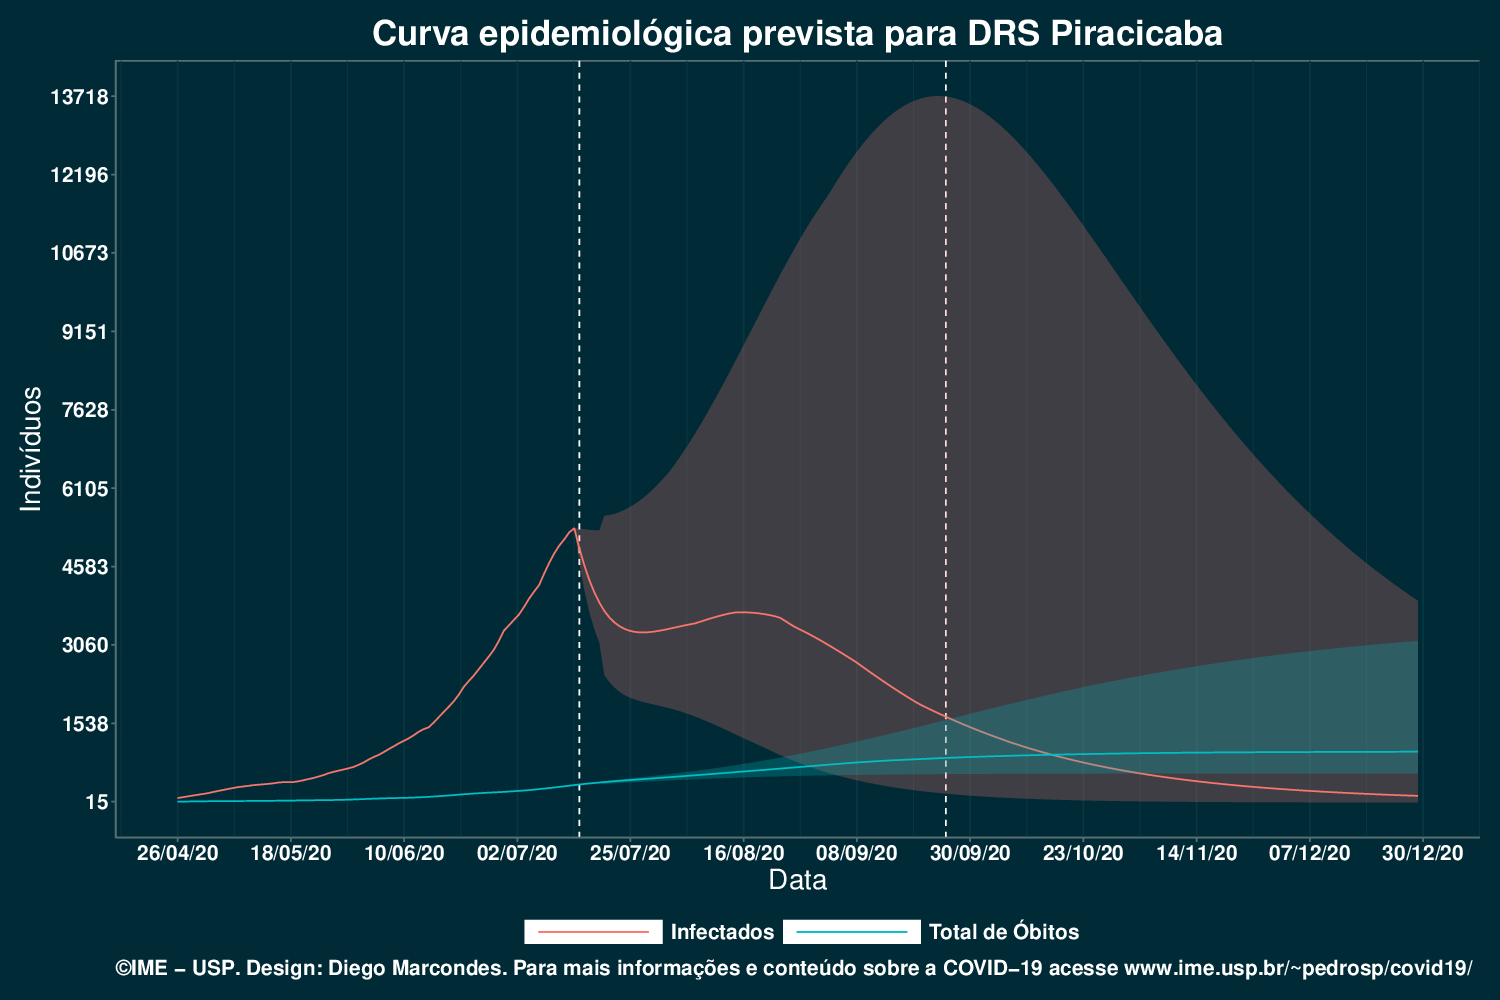 Curva epidemiológica prevista para DRS Piracicaba
13718
12196
10673
9151
7628
6105
4583
3060
1538
15
Indivíduos
26/04/20 18/05/20 10/06/20 02/07/20 25/07/20 16/08/20 08/09/20 30/09/20 23/10/20 14/11/20 07/12/20 30/12/20
Data
Infectados Total de Óbitos
©IME − USP. Design: Diego Marcondes. Para mais informações e conteúdo sobre a COVID−19 acesse www.ime.usp.br/~pedrosp/covid19/